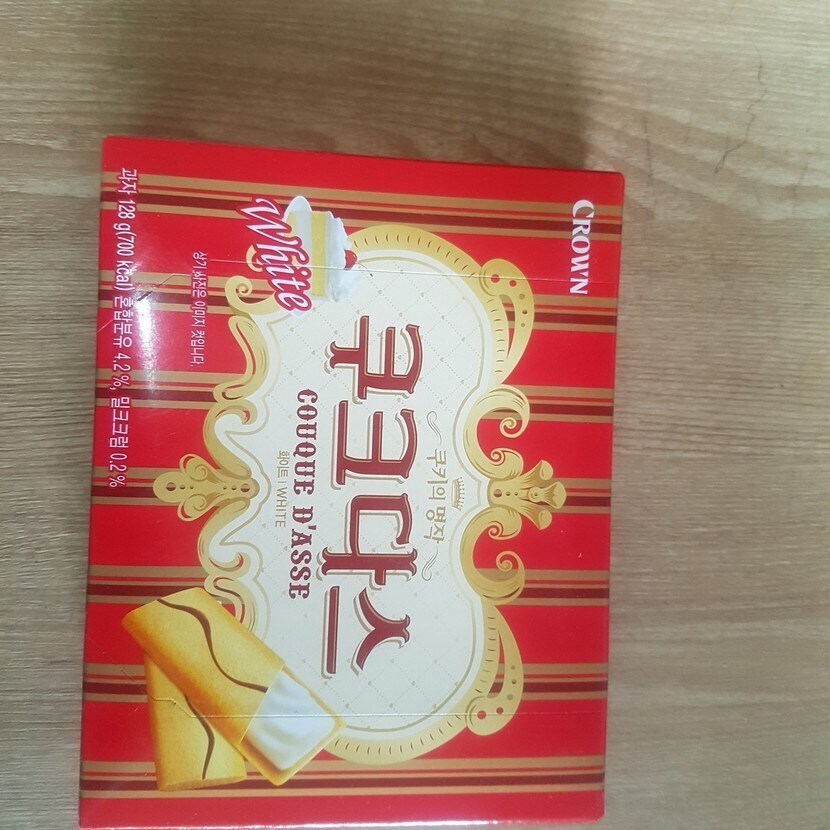 CROWN
쿠키의 명작
쿠크다스
COUQUE D'ASSE
화이트 | WHITE
White
상기 사진은 이미지 컷입니다.
과자 128 g(700 kcal) 혼합분유 4.2%, 밀크크림 0.2%